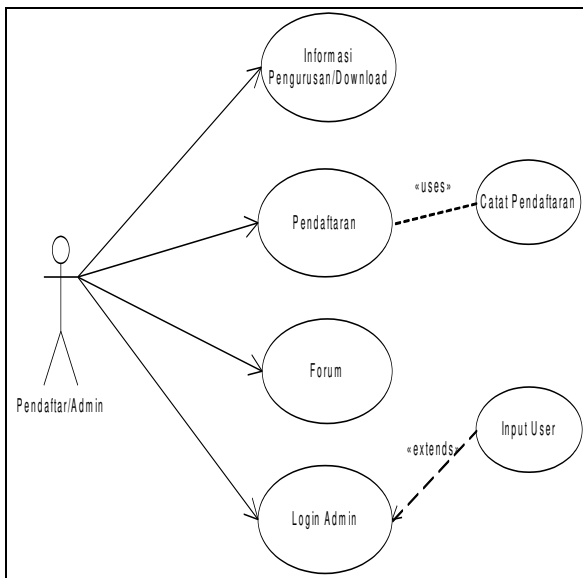 Informasi
Pengurusan/Download
«uses»
Catat Pendaftaran
Pendaftaran
Forum
Pendaftar/Admin
Input User
«extends»
Login Admin